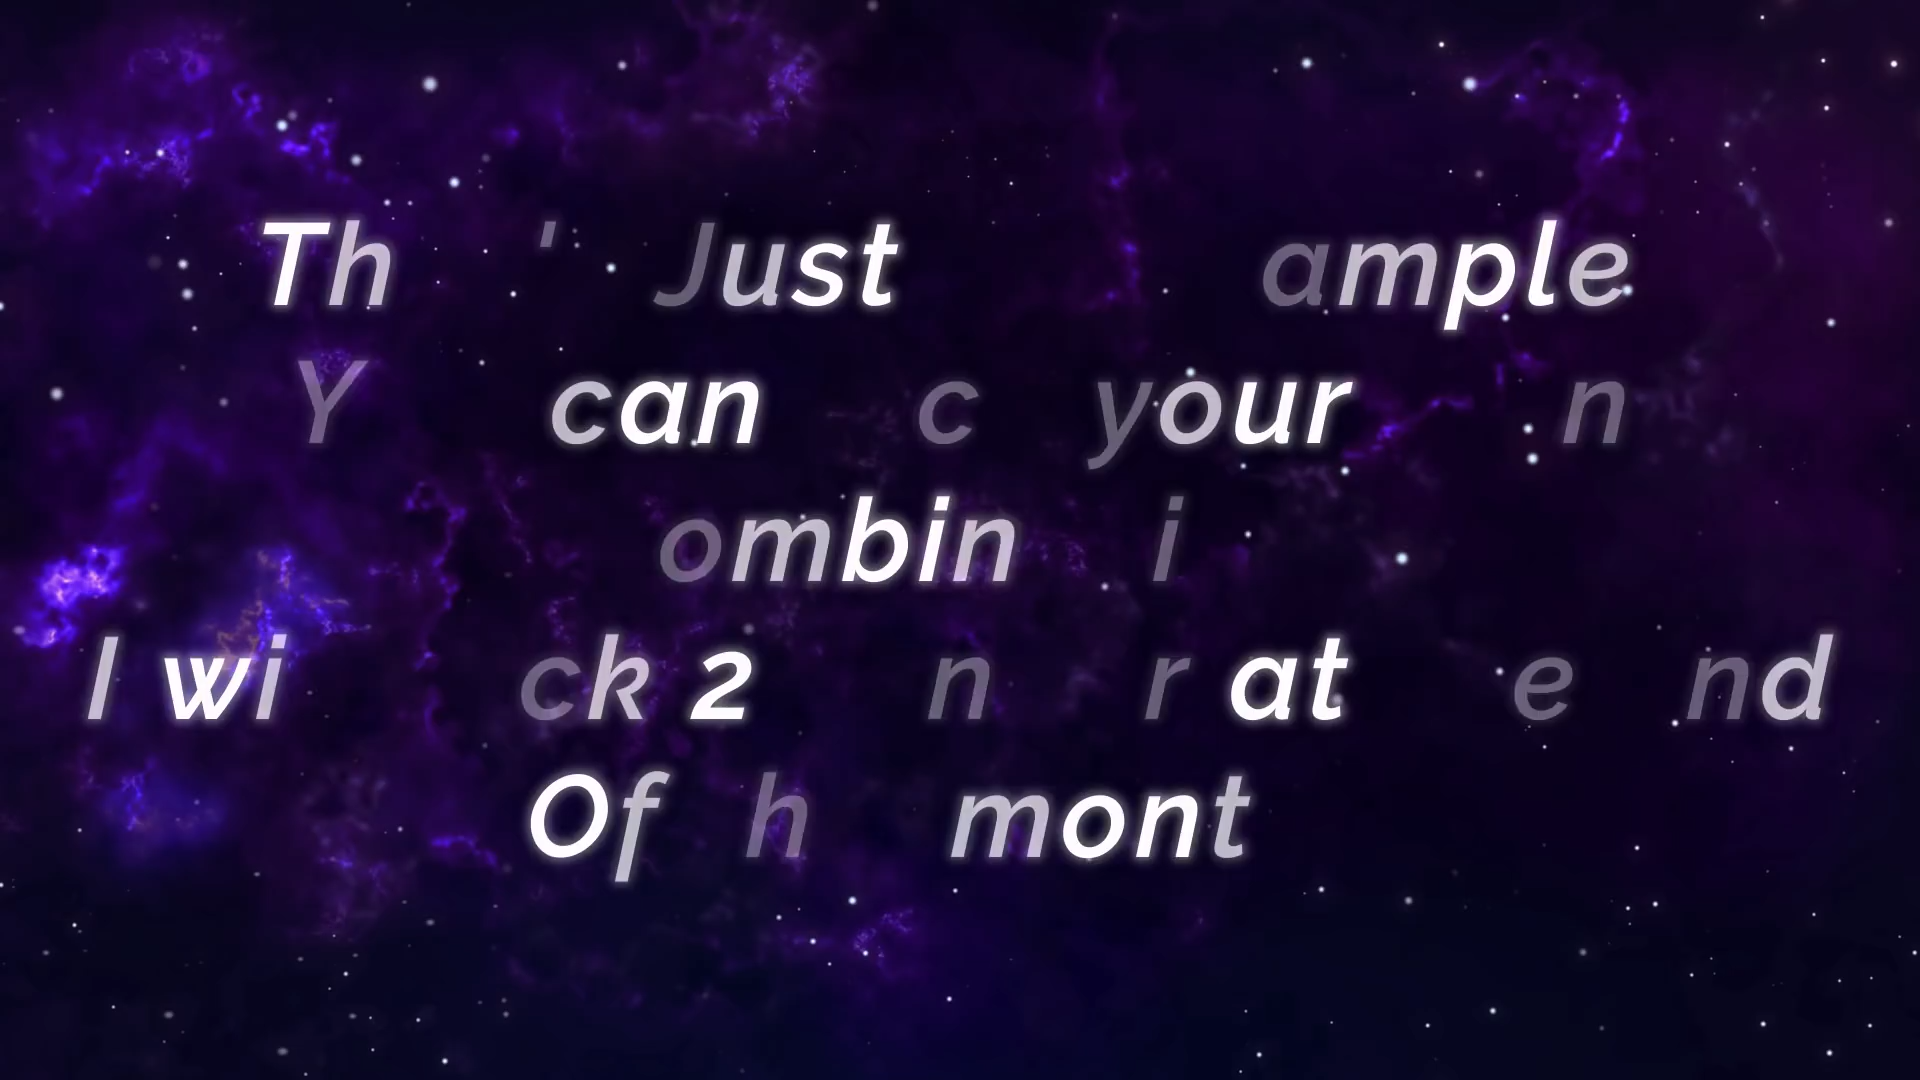 Th ' Just ample
Y can c your n
ombin i
I wi ck 2 n r at e nd
Of h mont